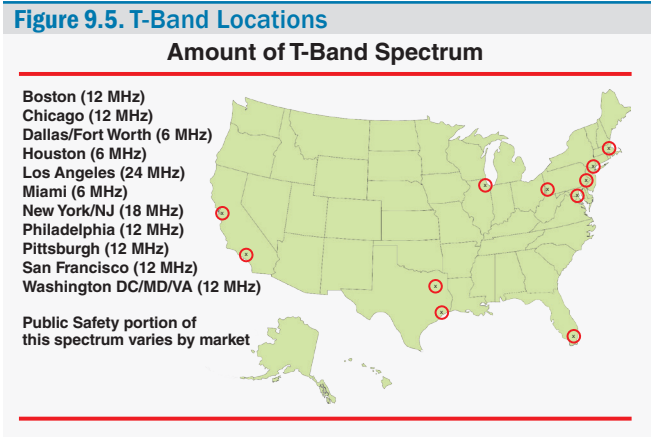 Figure 9.5. T-Band Locations
Amount of T-Band Spectrum
Boston (12 MHz)
Chicago (12 MHz)
Dallas/Fort Worth (6 MHz)
Houston (6 MHz)
Los Angeles (24 MHz)
Miami (6 MHz)
New York/NJ (18 MHz)
Philadelphia (12 MHz)
Pittsburgh (12 MHz)
San Francisco (12 MHz)
Washington DC/MD/VA (12 MHz)
Public Safety portion of
this spectrum varies by market